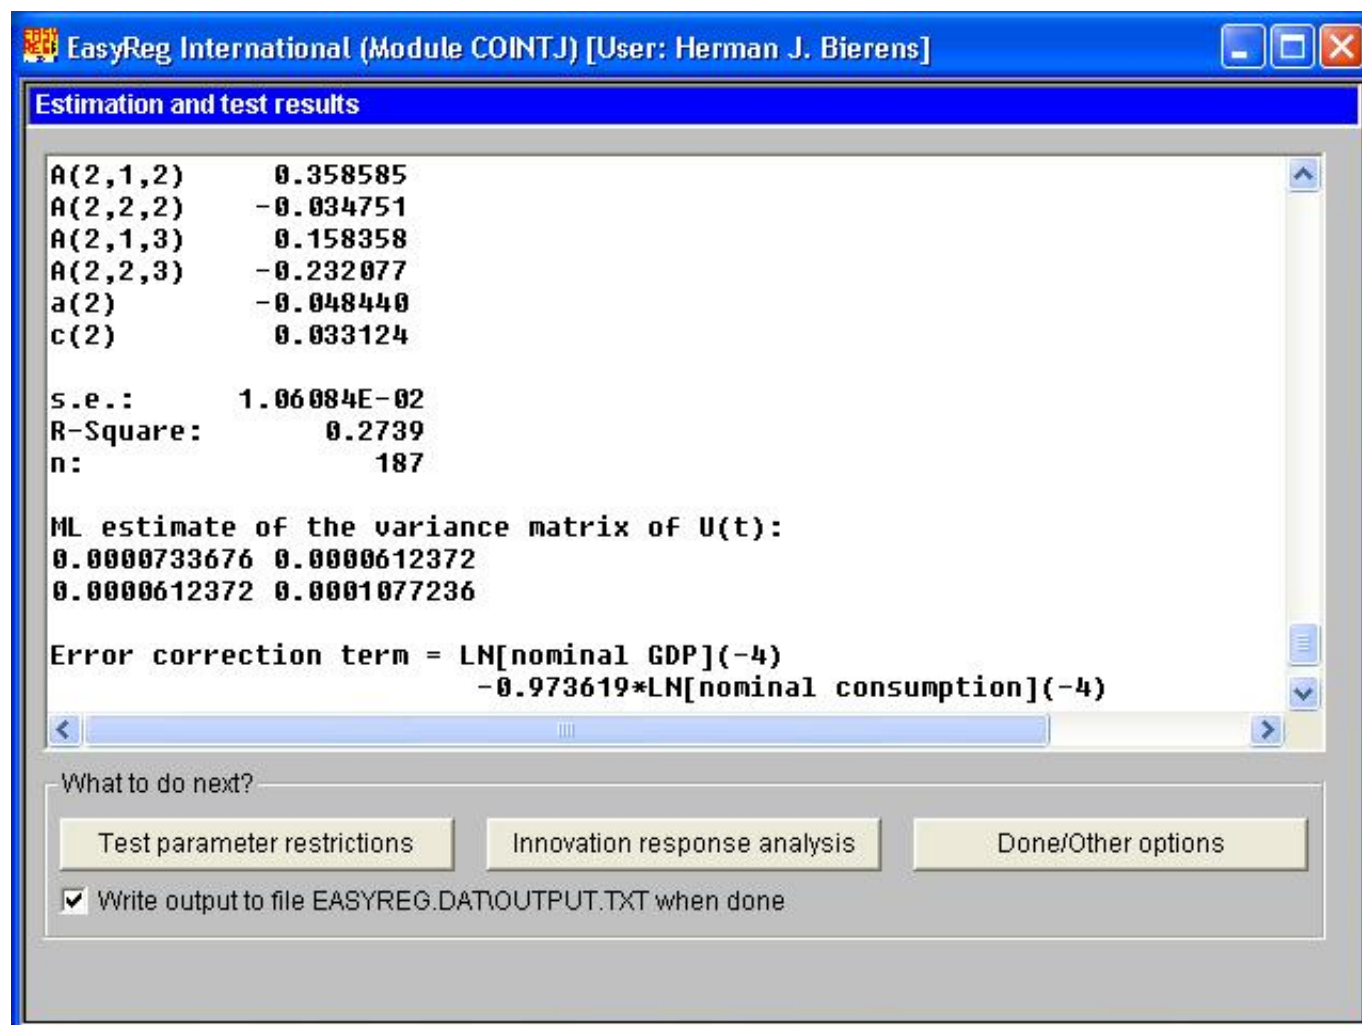 EasyReg International (Module COINTJ) [User: Herman J. Bierens]
Estimation and test results
A(2,1,2) 0.358585
A(2,2,2) -0.034751
A(2,1,3) 0.158358
A(2,2,3) -0.232077
a(2) -0.048440
c(2) 0.033124
s.e.: 1.06084E-02
R-Square: 0.2739
n: 187
ML estimate of the variance matrix of U(t):
0.0000733676 0.0000612372
0.0000612372 0.0001077236
Error correction term = LN[nominal GDP](-4)
-0.973619*LN[nominal consumption](-4)
What to do next?
Test parameter restrictions Innovation response analysis Done/Other options
Write output to file EASYREG.DAT\OUTPUT.TXT when done